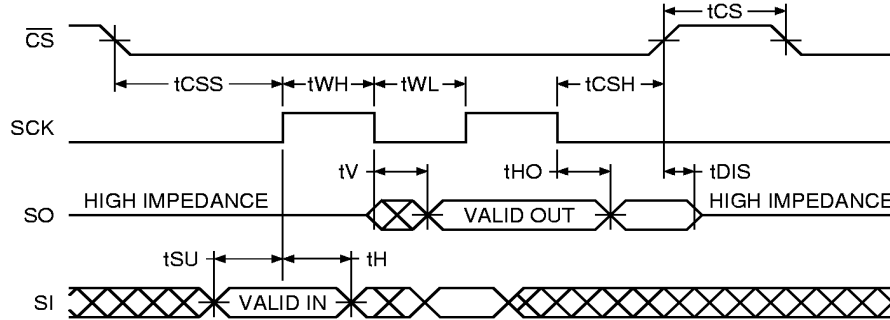 tCS
CS
tCSS tWH tWL tCSH
SCK
tV tHO tDIS
HIGH IMPEDANCE HIGH IMPEDANCE
SO VALID OUT
tSU tH
SI VALID IN